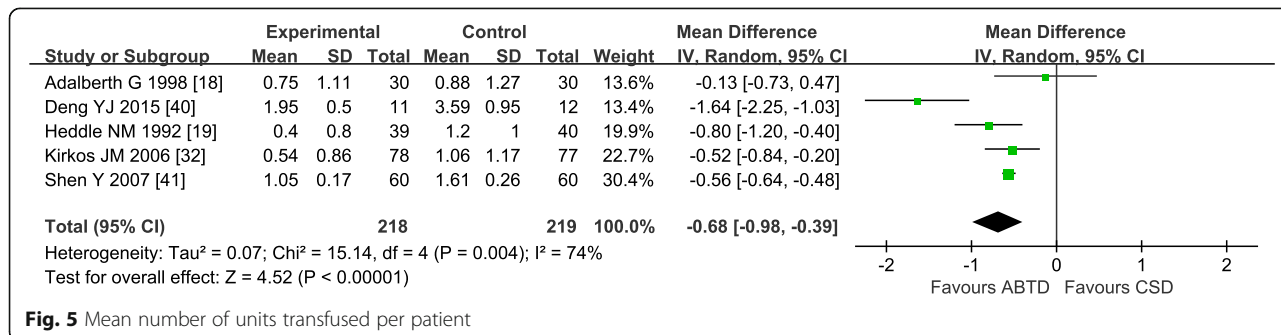 Experimental Control Mean Difference Mean Difference
Study or Subgroup Mean SD Total Mean SD Total Weight IV, Random, 95% CI IV, Random, 95% CI
Adalberth G 1998 [18] 0.75 1.11 30 0.88 1.27 30 13.6% -0.13 [-0.73, 0.47]
Deng YJ 2015 [40] 1.95 0.5 11 3.59 0.95 12 13.4% -1.64 [-2.25, -1.03]
Heddle NM 1992 [19] 0.4 0.8 39 1.2 1 40 19.9% -0.80 [-1.20, -0.40]
Kirkos JM 2006 [32] 0.54 0.86 78 1.06 1.17 77 22.7% -0.52 [-0.84, -0.20]
Shen Y 2007 [41] 1.05 0.17 60 1.61 0.26 60 30.4% -0.56 [-0.64, -0.48]
Total (95% CI) 218 219 100.0% -0.68 [-0.98, -0.39]
Heterogeneity: Tau² = 0.07; Chi² = 15.14, df = 4 (P = 0.004); I² = 74%
Test for overall effect: Z = 4.52 (P < 0.00001)
-2 -1 0 1 2
Favours ABTD Favours CSD
Fig. 5 Mean number of units transfused per patient